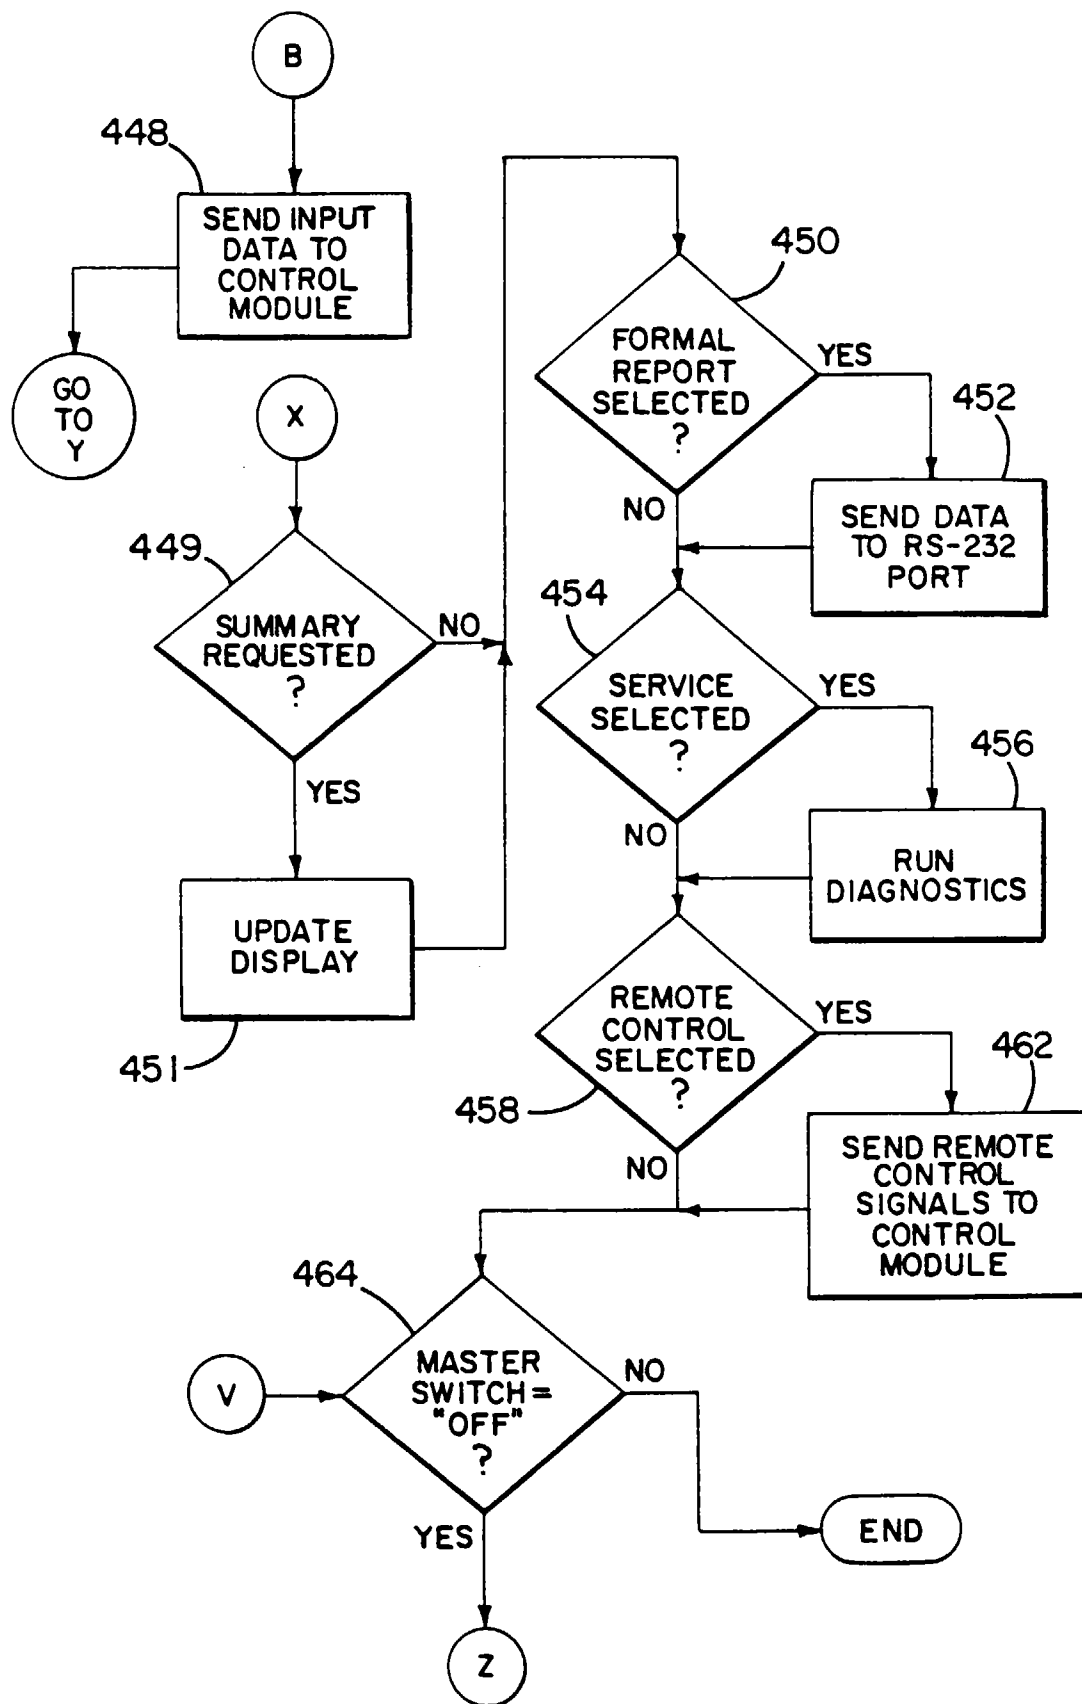 B
448
SEND INPUT
DATA TO
CONTROL
MODULE
GO
TO
Y
X
449
SUMMARY
REQUESTED
?
NO
YES
UPDATE
DISPLAY
451
450
FORMAL
REPORT
SELECTED
?
YES
NO
452
SEND DATA
TO RS-232
PORT
454
SERVICE
SELECTED
?
YES
NO
456
RUN
DIAGNOSTICS
REMOTE
CONTROL
SELECTED
?
458
YES
NO
462
SEND REMOTE
CONTROL
SIGNALS TO
CONTROL
MODULE
464
V
MASTER
SWITCH =
"OFF"
?
NO
YES
END
Z